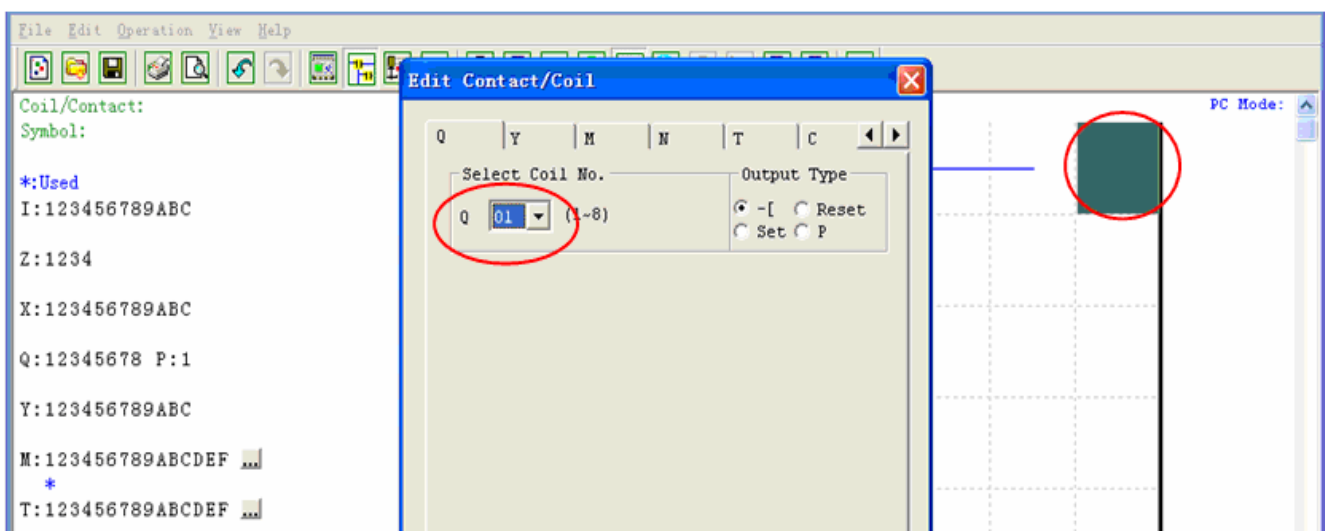 File Edit Operation View Help
Edit Contact/Coil
Coil/Contact:
Symbol:
*:Used
I:123456789ABC
Z:1234
X:123456789ABC
Q:12345678 P:1
Y:123456789ABC
M:123456789ABCDEF ...
*
T:123456789ABCDEF ...
Q Y M N T C
Select Coil No.
Q 01 (1~8)
Output Type
-[ Reset
Set P
PC Mode: